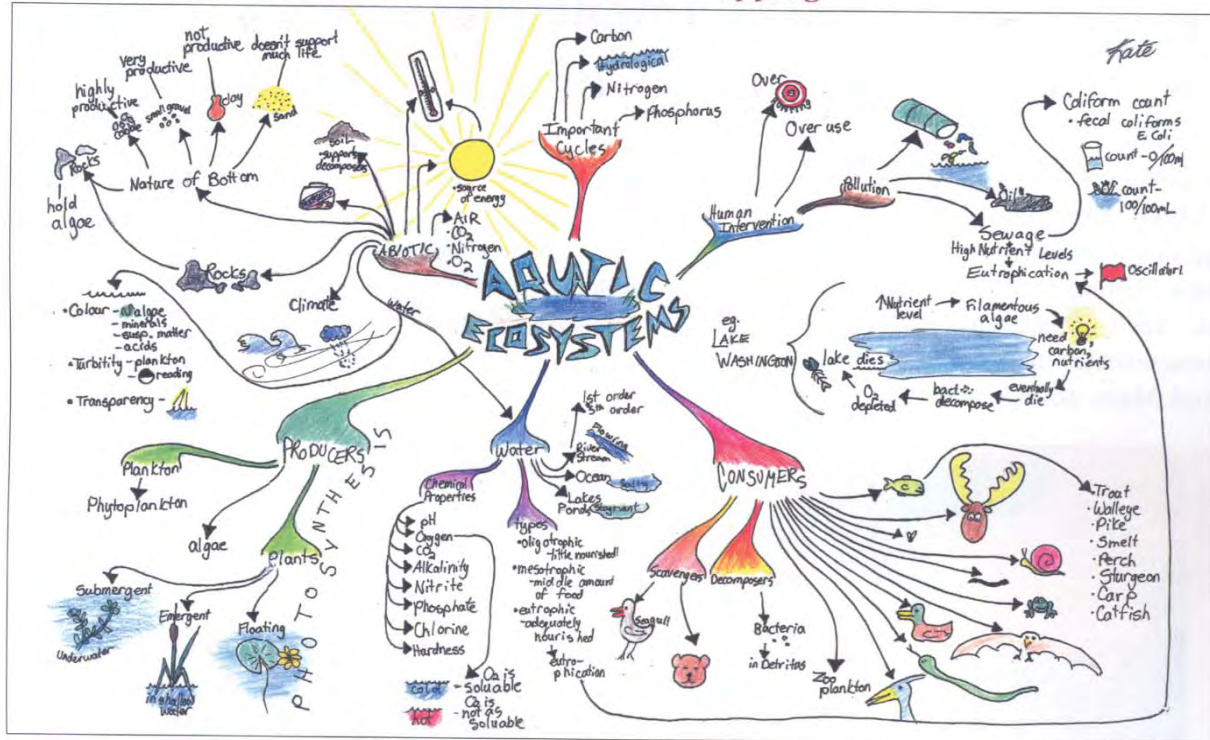 Kate
AQUATIC
ECOSYSTEMS
Important
Cycles
Carbon
Hydrological
Nitrogen
Phosphorus
Human Intervention
Over
Over use
Pollution
Oil
Sewage
High Nutrient Levels
Eutrophication
Coliform count
• fecal coliforms
E Coli
count - 0/100ml
count-
100/100mL
eg.
LAKE
WASHINGTON
↑Nutrient
level
Filamentous
algae
need
carbon,
nutrients
eventually
die
decompose
O2
depleted
lake dies
CONSUMERS
• Trout
• Walleye
• Pike
• Smelt
• Perch
• Sturgeon
• Carp
• Catfish
Zoo
plankton
Decomposers
Bacteria
in Detritas
Scavengers
Seagull
Water
1st order
5th order
Flowing
River
Stream
Ocean
Salty
Lakes
Ponds
Stagnant
types
• oligotrophic
-little nourished
• mesotrophic
-middle amount
of food
• eutrophic
-adequately
nourished
eutro-
phication
Chemical
Properties
pH
Oxygen
CO2
Alkalinity
Nitrite
Phosphate
Chlorine
Hardness
cold
O2 is
- soluable
hot
O2 is
- not as
soluable
PRODUCERS
PHOTOSYNTHESIS
Plankton
Phytoplankton
algae
Plants
Submergent
Underwater
Emergent
in shallow
water
Floating
ABIOTIC
water
Climate
Rocks
• Colour - algae
- minerals
- susp. matter
- acids
• Turbitity - plankton
- reading
• Transparency -
Nature of Bottom
Rocks
hold
algae
highly
productive
cobble
very
productive
small gravel
not
productive
clay
doesn't support
much life
sand
Soil
• supports
decomposers
• source
of energy
• AIR
• CO2
• Nitrogen
• O2